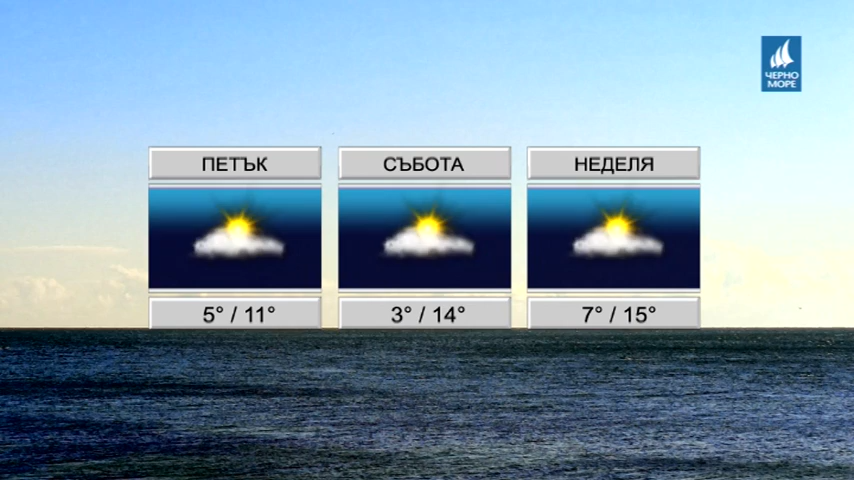 ЧЕРНО
МОРЕ
ПЕТЪК
СЪБОТА
НЕДЕЛЯ
5° / 11°
3° / 14°
7° / 15°